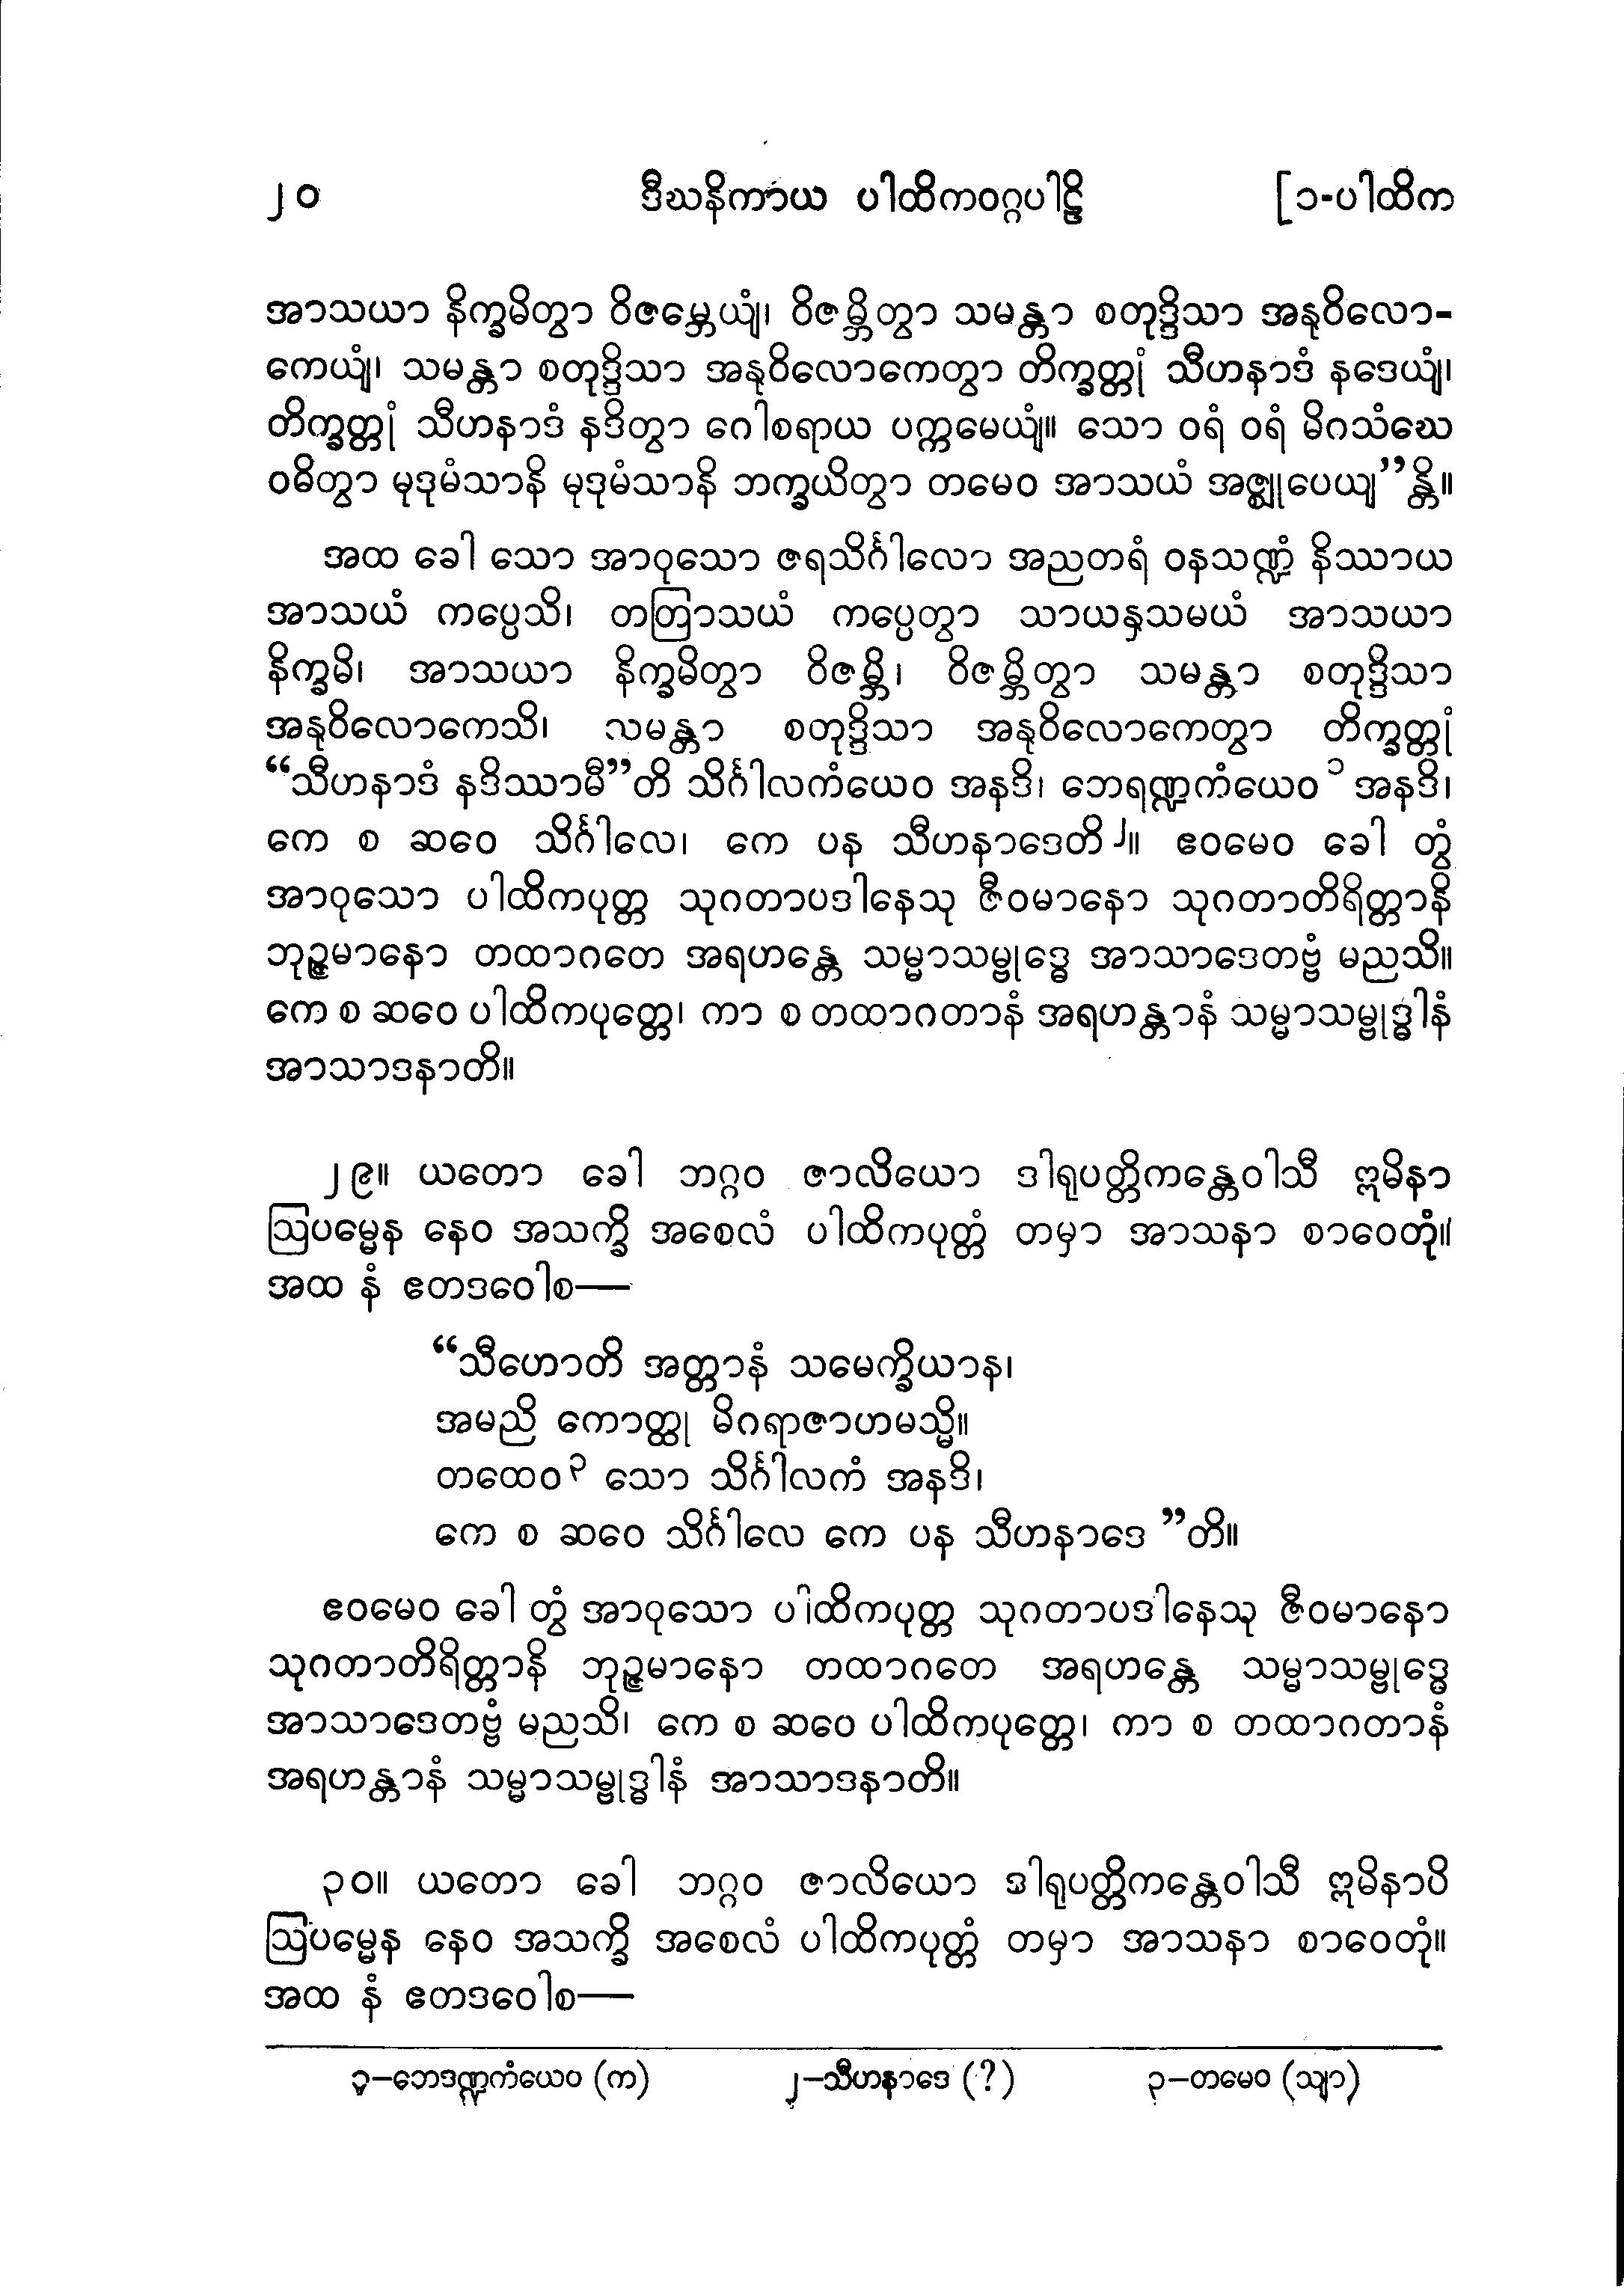 ၂၀ ဒီဃနိကာယ ပါထိကဝဂ္ဂပါဠိ [၁-ပါထိက
အာသယာ နိက္ခမိတွာ ဝိဇမ္ဘေယျံ၊ ဝိဇမ္ဘိတွာ သမန္တာ စတုဒ္ဒိသာ အနုဝိလော-
ကေယျံ၊ သမန္တာ စတုဒ္ဒိသာ အနုဝိလောကေတွာ တိက္ခတ္တုံ သီဟနာဒံ နဒေယျံ၊
တိက္ခတ္တုံ သီဟနာဒံ နဒိတွာ ဂေါစရာယ ပက္ကမေယျံ။ သော ဝရံ ဝရံ မိဂသံဃေ
ဝဓိတွာ မုဒုမံသာနိ မုဒုမံသာနိ ဘက္ခယိတွာ တမေဝ အာသယံ အဇ္ဈုပေယျ”န္တိ။
အထ ခေါ သော အာဝုသော ဇရသိင်္ဂါလော အညတရံ ဝနသဏ္ဍံ နိဿာယ
အာသယံ ကပ္ပေသိ၊ တတြာသယံ ကပ္ပေတွာ သာယနှသမယံ အာသယာ
နိက္ခမိ၊ အာသယာ နိက္ခမိတွာ ဝိဇမ္ဘိ၊ ဝိဇမ္ဘိတွာ သမန္တာ စတုဒ္ဒိသာ
အနုဝိလောကေသိ၊ သမန္တာ စတုဒ္ဒိသာ အနုဝိလောကေတွာ တိက္ခတ္တုံ
“သီဟနာဒံ နဒိဿာမီ”တိ သိင်္ဂါလကံယေဝ အနဒိ၊ ဘေရဏ္ဍကံယေဝ ၁ အနဒိ၊
ကေ စ ဆဝေ သိင်္ဂါလေ၊ ကေ ပန သီဟနာဒေတိ ၂။ ဧဝမေဝ ခေါ တွံ
အာဝုသော ပါထိကပုတ္တ သုဂတာပဒါနေသု ဇီဝမာနော သုဂတာတိရိတ္တာနိ
ဘုဉ္ဇမာနော တထာဂတေ အရဟန္တေ သမ္မာသမ္ဗုဒ္ဓေ အာသာဒေတဗ္ဗံ မညသိ။
ကေ စ ဆဝေ ပါထိကပုတ္တေ၊ ကာ စ တထာဂတာနံ အရဟန္တာနံ သမ္မာသမ္ဗုဒ္ဓါနံ
အာသာဒနာတိ။
၂၉။ ယတော ခေါ ဘဂ္ဂဝ ဇာလိယော ဒါရုပတ္တိကန္တေဝါသီ ဣမိနာ
ဩပမ္မေန နေဝ အသက္ခိ အစေလံ ပါထိကပုတ္တံ တမှာ အာသနာ စာဝေတုံ။
အထ နံ ဧတဒဝေါစ—
“သီဟောတိ အတ္တာနံ သမေက္ခိယာန၊
အမညိ ကောတ္ထု မိဂရာဇာဟမသ္မိ။
တထေဝ ၃ သော သိင်္ဂါလကံ အနဒိ၊
ကေ စ ဆဝေ သိင်္ဂါလေ ကေ ပန သီဟနာဒေ ”တိ။
ဧဝမေဝ ခေါ တွံ အာဝုသော ပါထိကပုတ္တ သုဂတာပဒါနေသု ဇီဝမာနော
သုဂတာတိရိတ္တာနိ ဘုဉ္ဇမာနော တထာဂတေ အရဟန္တေ သမ္မာသမ္ဗုဒ္ဓေ
အာသာဒေတဗ္ဗံ မညသိ၊ ကေ စ ဆဝေ ပါထိကပုတ္တေ၊ ကာ စ တထာဂတာနံ
အရဟန္တာနံ သမ္မာသမ္ဗုဒ္ဓါနံ အာသာဒနာတိ။
၃၀။ ယတော ခေါ ဘဂ္ဂဝ ဇာလိယော ဒါရုပတ္တိကန္တေဝါသီ ဣမိနာပိ
ဩပမ္မေန နေဝ အသက္ခိ အစေလံ ပါထိကပုတ္တံ တမှာ အာသနာ စာဝေတုံ။
အထ နံ ဧတဒဝေါစ—
၁–ဘေဒဏ္ဍကံယေဝ (က) ၂–သီဟနာဒေ (?) ၃–တမေဝ (သျာ)